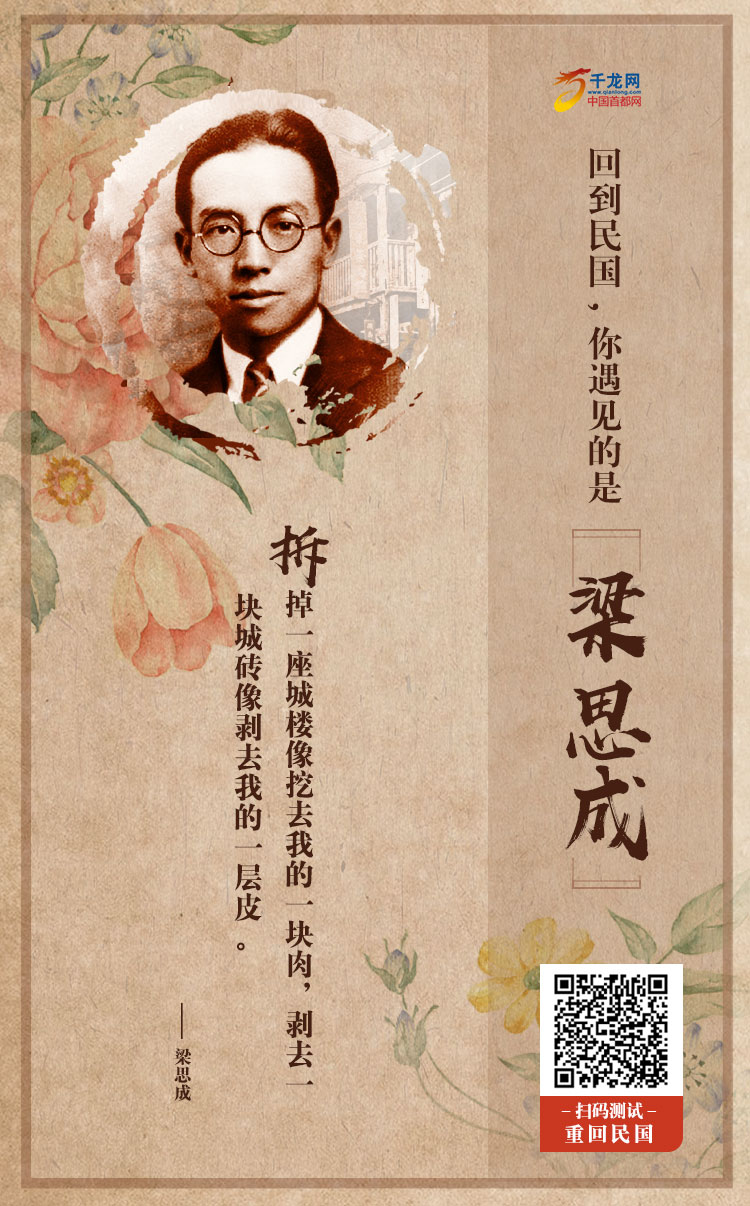 千龙网
www.qianlong.com
中国首都网
回到民国，你遇见的是
梁思成
拆掉一座城楼像挖去我的一块肉，剥去一
块城砖像剥去我的一层皮。
——梁思成
–扫码测试–
重回民国